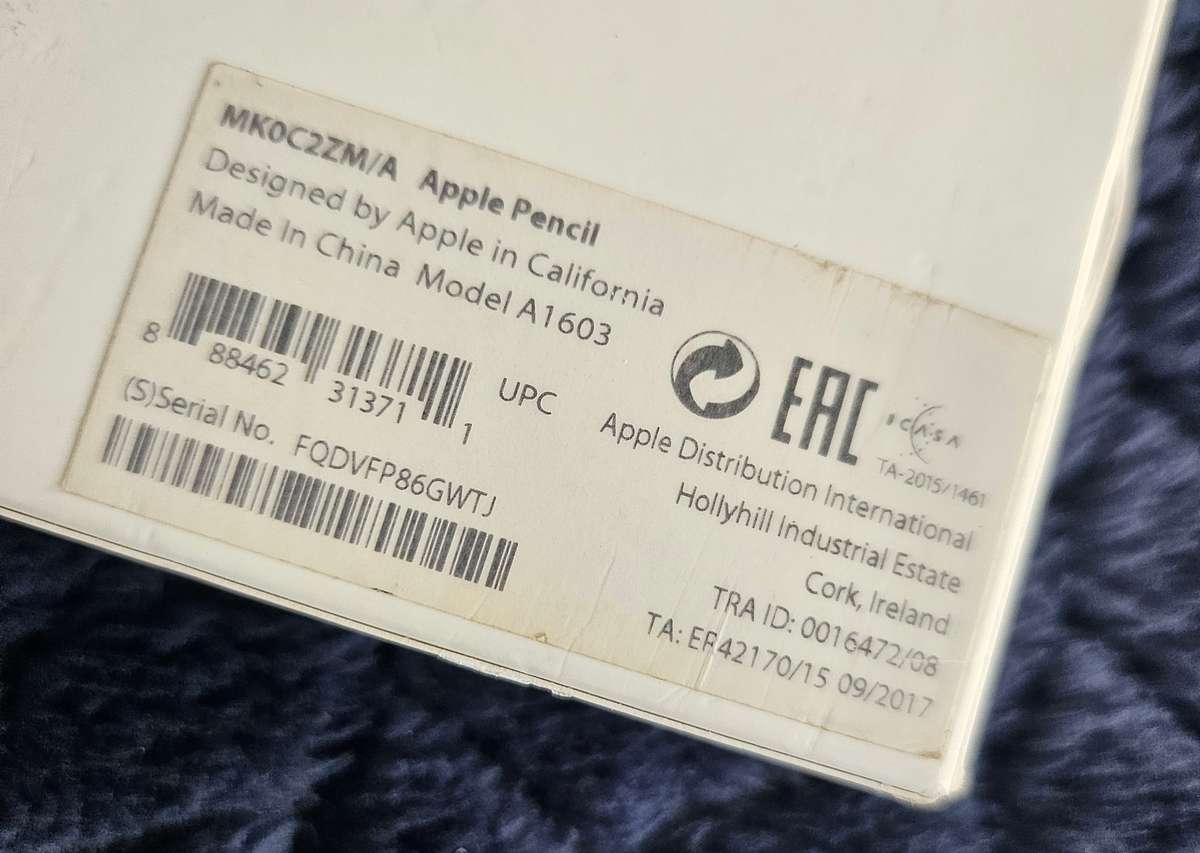 MK0C2ZM/A Apple Pencil
Designed by Apple in California
Made in China Model A1603
8 88462 31371 1 UPC
(S)Serial No. FQDVFP86GWTJ
EAC
ICASA
TA-2015/1461
Apple Distribution International
Hollyhill Industrial Estate
Cork, Ireland
TRA ID: 0016472/08
TA: ER42170/15 09/2017